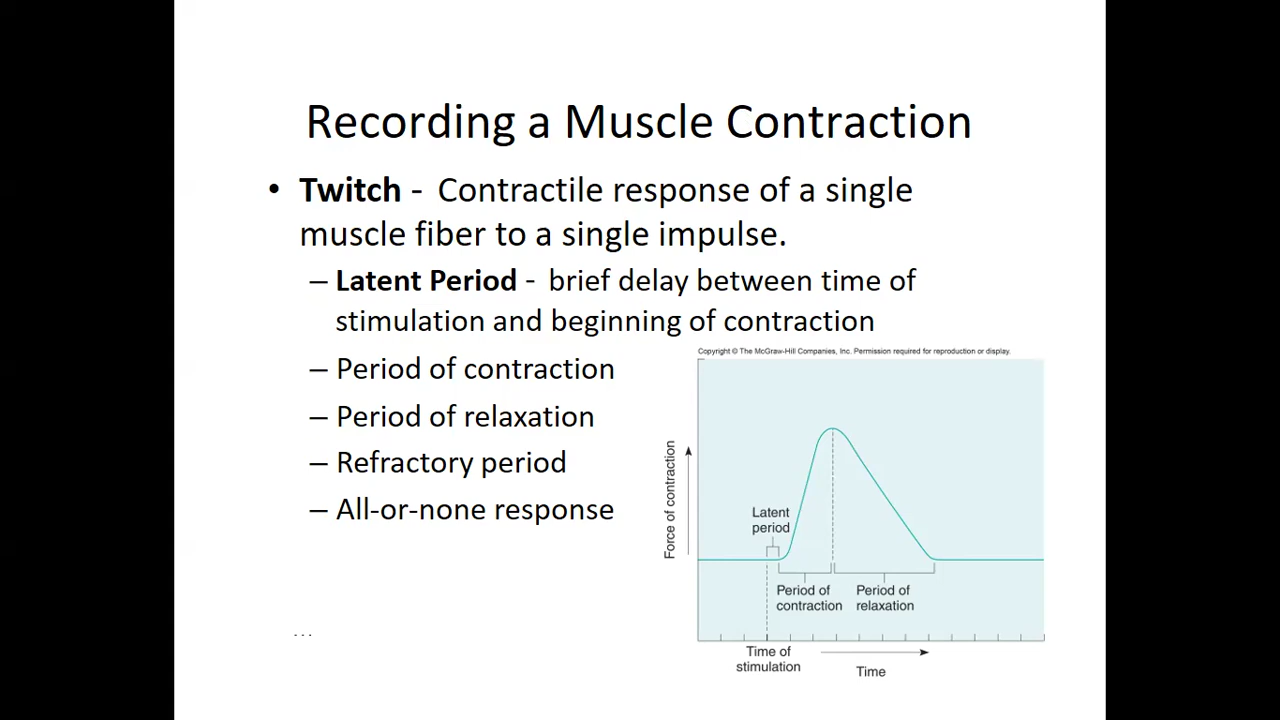 Recording a Muscle Contraction
• Twitch - Contractile response of a single
muscle fiber to a single impulse.
– Latent Period - brief delay between time of
stimulation and beginning of contraction
– Period of contraction
– Period of relaxation
– Refractory period
– All-or-none response
...
Copyright © The McGraw-Hill Companies, Inc. Permission required for reproduction or display.
Force of contraction
Latent
period
Period of
contraction
Period of
relaxation
Time of
stimulation
Time